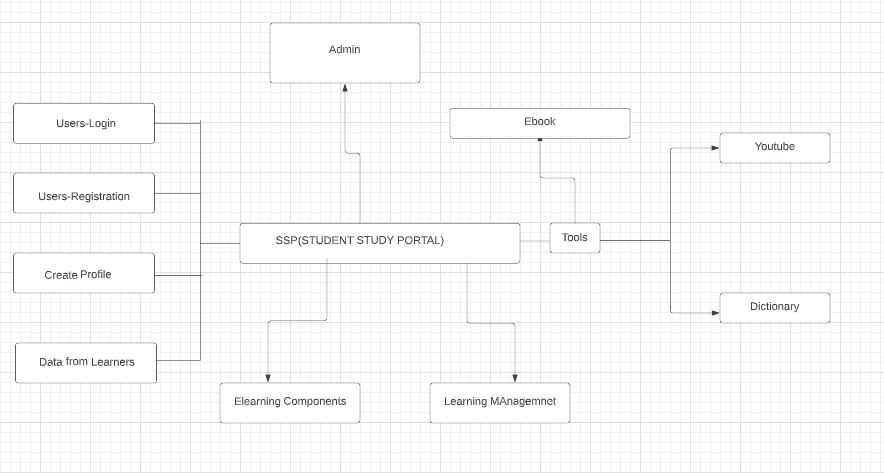 Admin
Users-Login
Ebook
Youtube
Users-Registration
SSP(STUDENT STUDY PORTAL)
Tools
Create Profile
Dictionary
Data from Learners
Elearning Components
Learning MAnagemnet